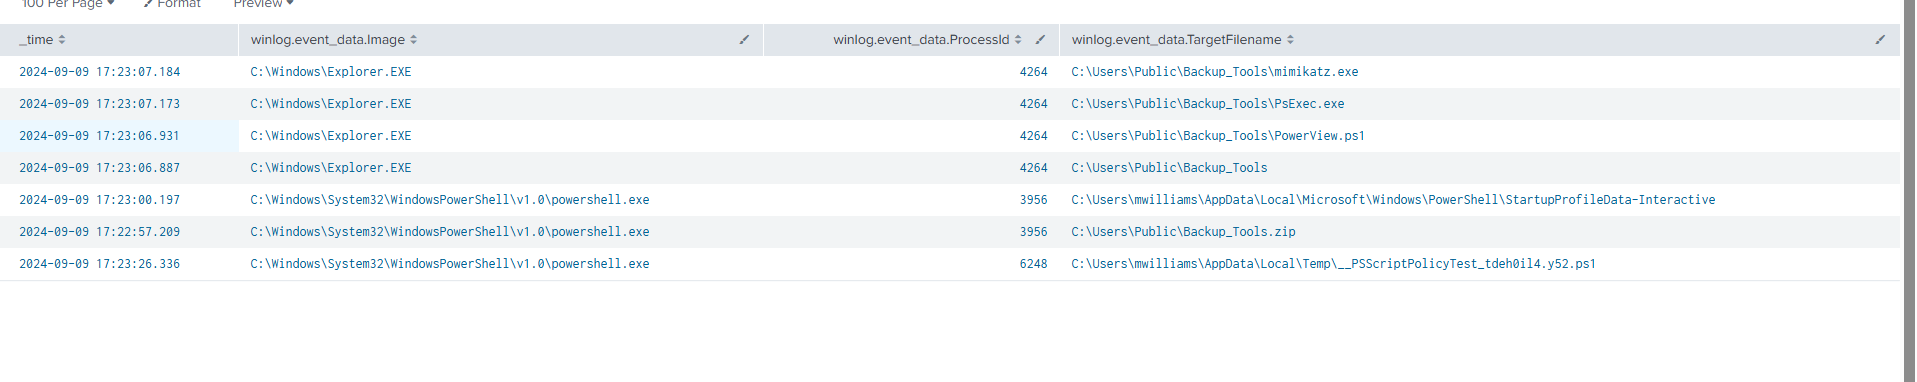 100 Per Page Format Preview
_time winlog.event_data.Image winlog.event_data.ProcessId winlog.event_data.TargetFilename
2024-09-09 17:23:07.184 C:\Windows\Explorer.EXE 4264 C:\Users\Public\Backup_Tools\mimikatz.exe
2024-09-09 17:23:07.173 C:\Windows\Explorer.EXE 4264 C:\Users\Public\Backup_Tools\PsExec.exe
2024-09-09 17:23:06.931 C:\Windows\Explorer.EXE 4264 C:\Users\Public\Backup_Tools\PowerView.ps1
2024-09-09 17:23:06.887 C:\Windows\Explorer.EXE 4264 C:\Users\Public\Backup_Tools
2024-09-09 17:23:00.197 C:\Windows\System32\WindowsPowerShell\v1.0\powershell.exe 3956 C:\Users\mwilliams\AppData\Local\Microsoft\Windows\PowerShell\StartupProfileData-Interactive
2024-09-09 17:22:57.209 C:\Windows\System32\WindowsPowerShell\v1.0\powershell.exe 3956 C:\Users\Public\Backup_Tools.zip
2024-09-09 17:23:26.336 C:\Windows\System32\WindowsPowerShell\v1.0\powershell.exe 6248 C:\Users\mwilliams\AppData\Local\Temp\__PSScriptPolicyTest_tdeh0il4.y52.ps1